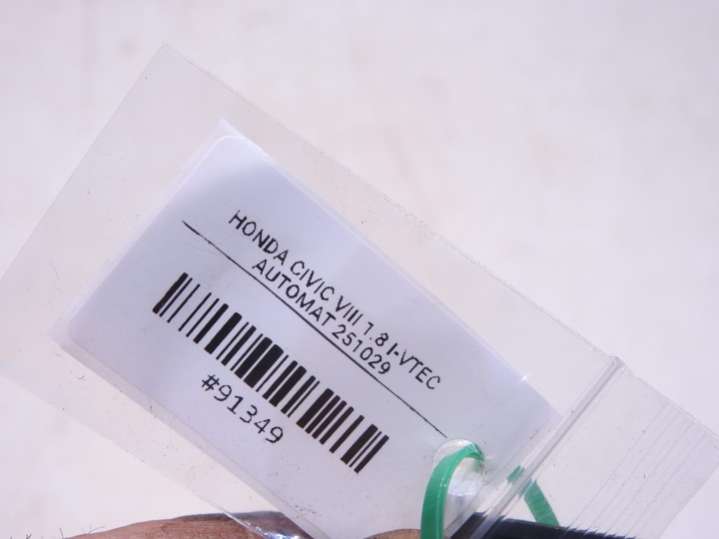 HONDA CIVIC VIII 1.8 I-VTEC
AUTOMAT 251029
#91349